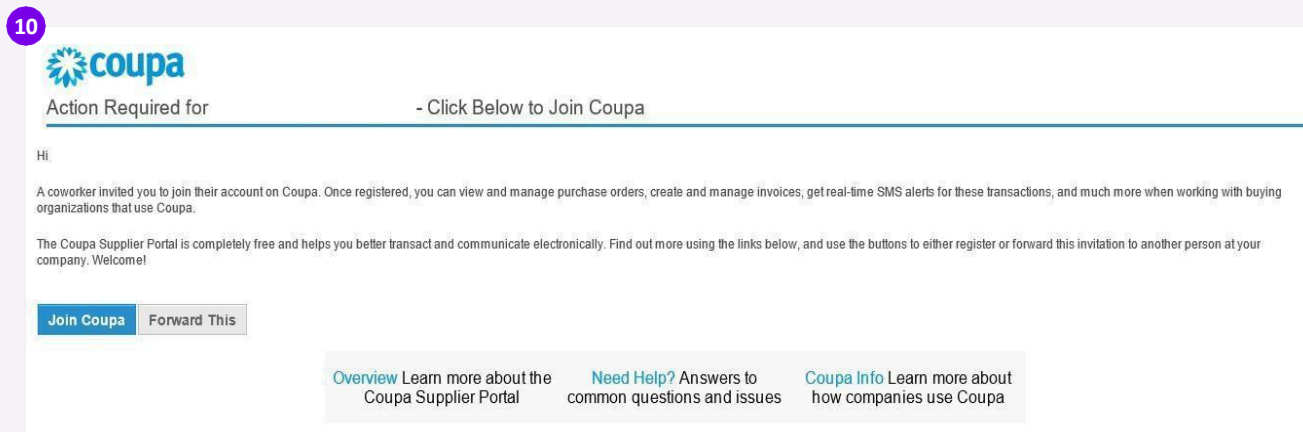 10
coupa
Action Required for - Click Below to Join Coupa
Hi
A coworker invited you to join their account on Coupa. Once registered, you can view and manage purchase orders, create and manage invoices, get real-time SMS alerts for these transactions, and much more when working with buying
organizations that use Coupa.
The Coupa Supplier Portal is completely free and helps you better transact and communicate electronically. Find out more using the links below, and use the buttons to either register or forward this invitation to another person at your
company. Welcome!
Join Coupa Forward This
Overview Learn more about the
Coupa Supplier Portal
Need Help? Answers to
common questions and issues
Coupa Info Learn more about
how companies use Coupa